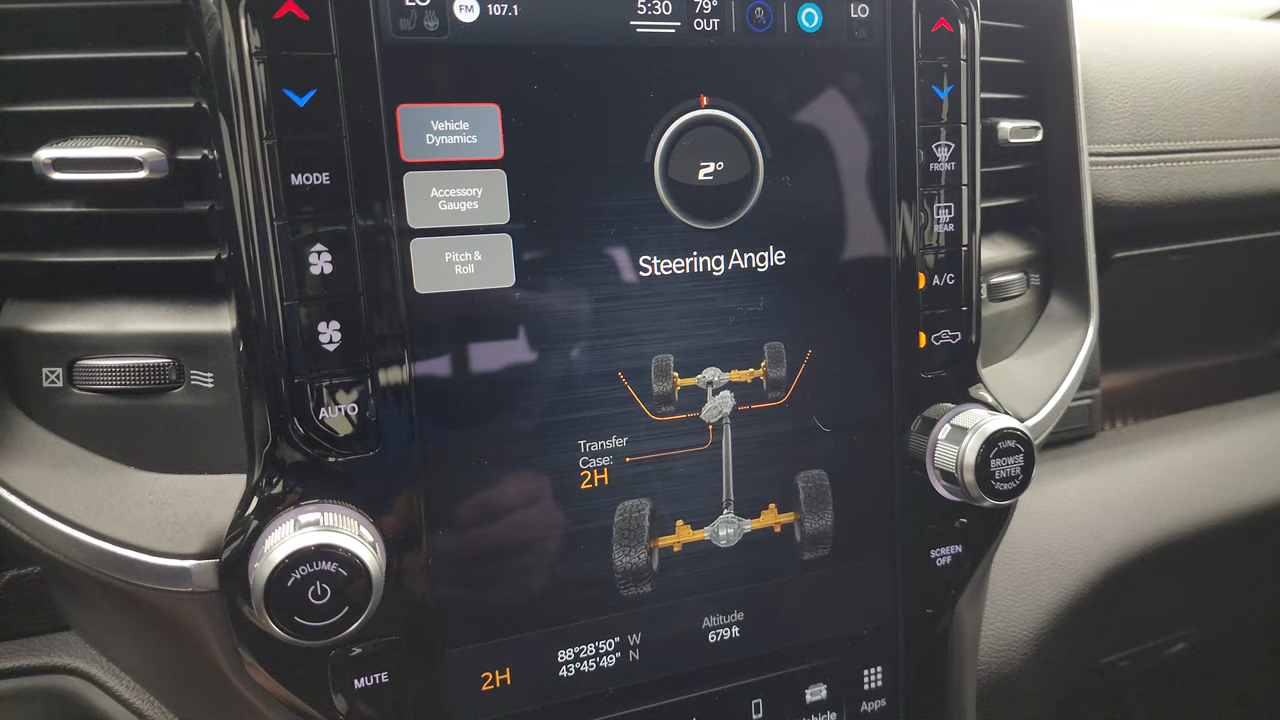 LO
FM
107.1
5:30
79°
OUT
LO
MODE
AUTO
VOLUME
MUTE
Vehicle
Dynamics
Accessory
Gauges
Pitch &
Roll
2°
Steering Angle
Transfer
Case:
2H
2H
88°28'50" W
43°45'49" N
Altitude
679 ft
Vehicle
Apps
FRONT
REAR
A/C
TUNE
BROWSE
ENTER
SCROLL
SCREEN
OFF